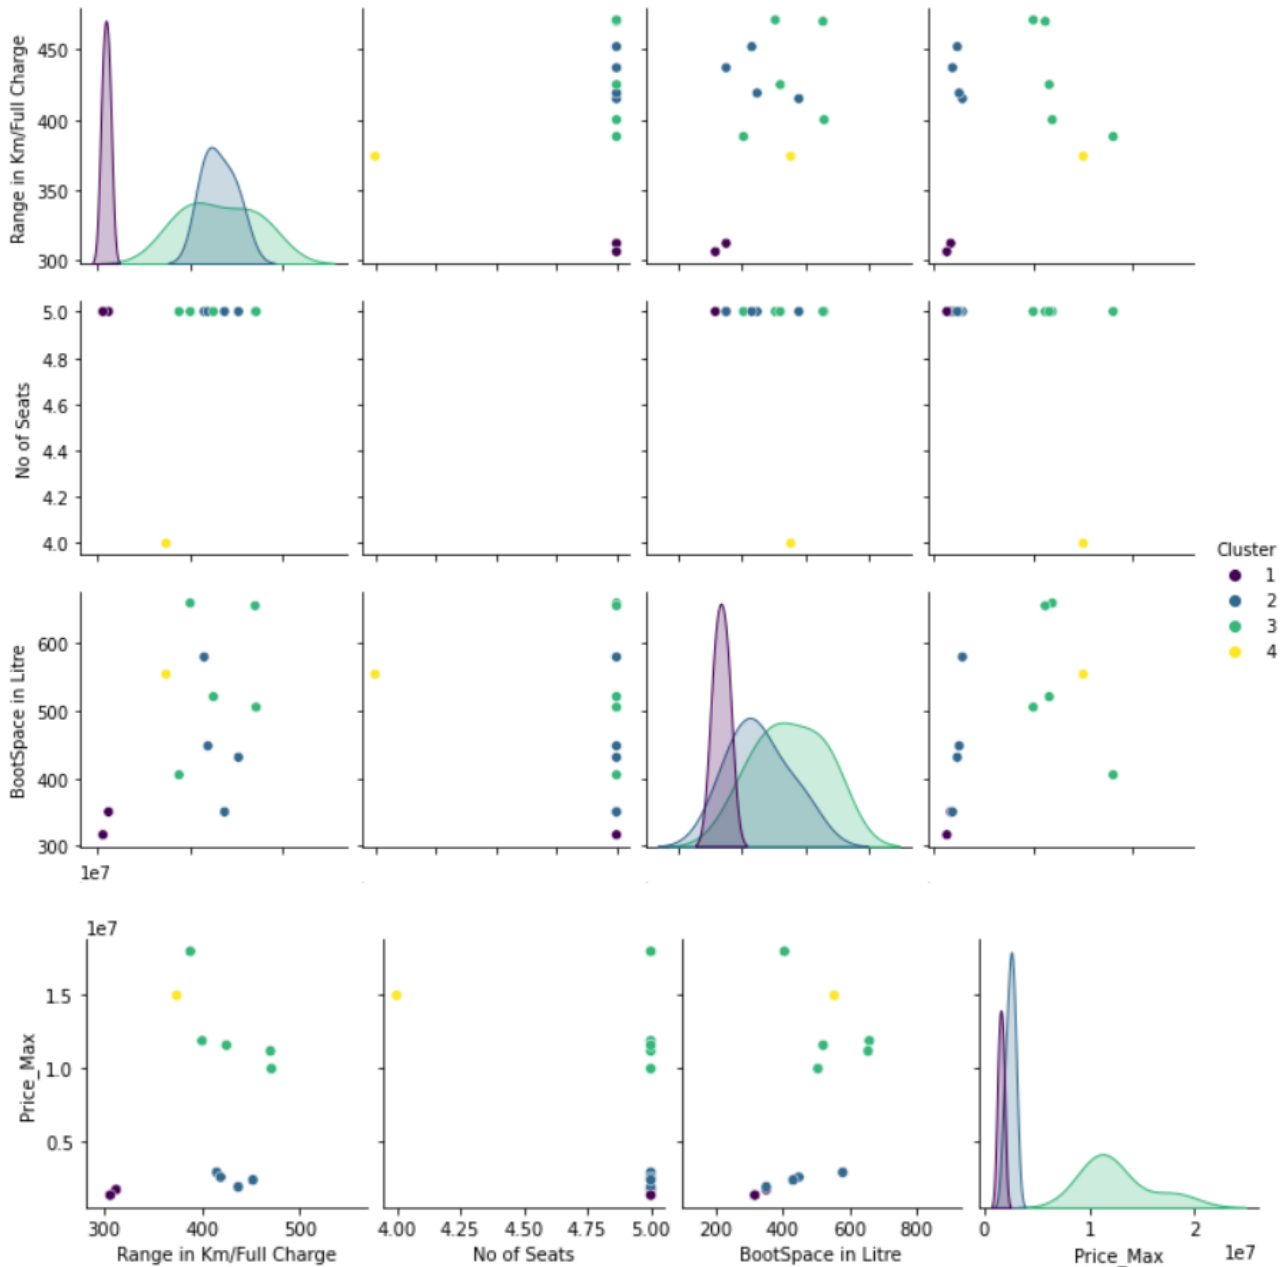 Range in Km/Full Charge
450
400
350
300
No of Seats
5.0
4.8
4.6
4.4
4.2
4.0
Cluster
1
2
3
4
BootSpace in Litre
600
500
400
300
1e7
1e7
Price_Max
1.5
1.0
0.5
300 400 500
4.00 4.25 4.50 4.75 5.00
200 400 600 800
0 1 2
1e7
Range in Km/Full Charge
No of Seats
BootSpace in Litre
Price_Max